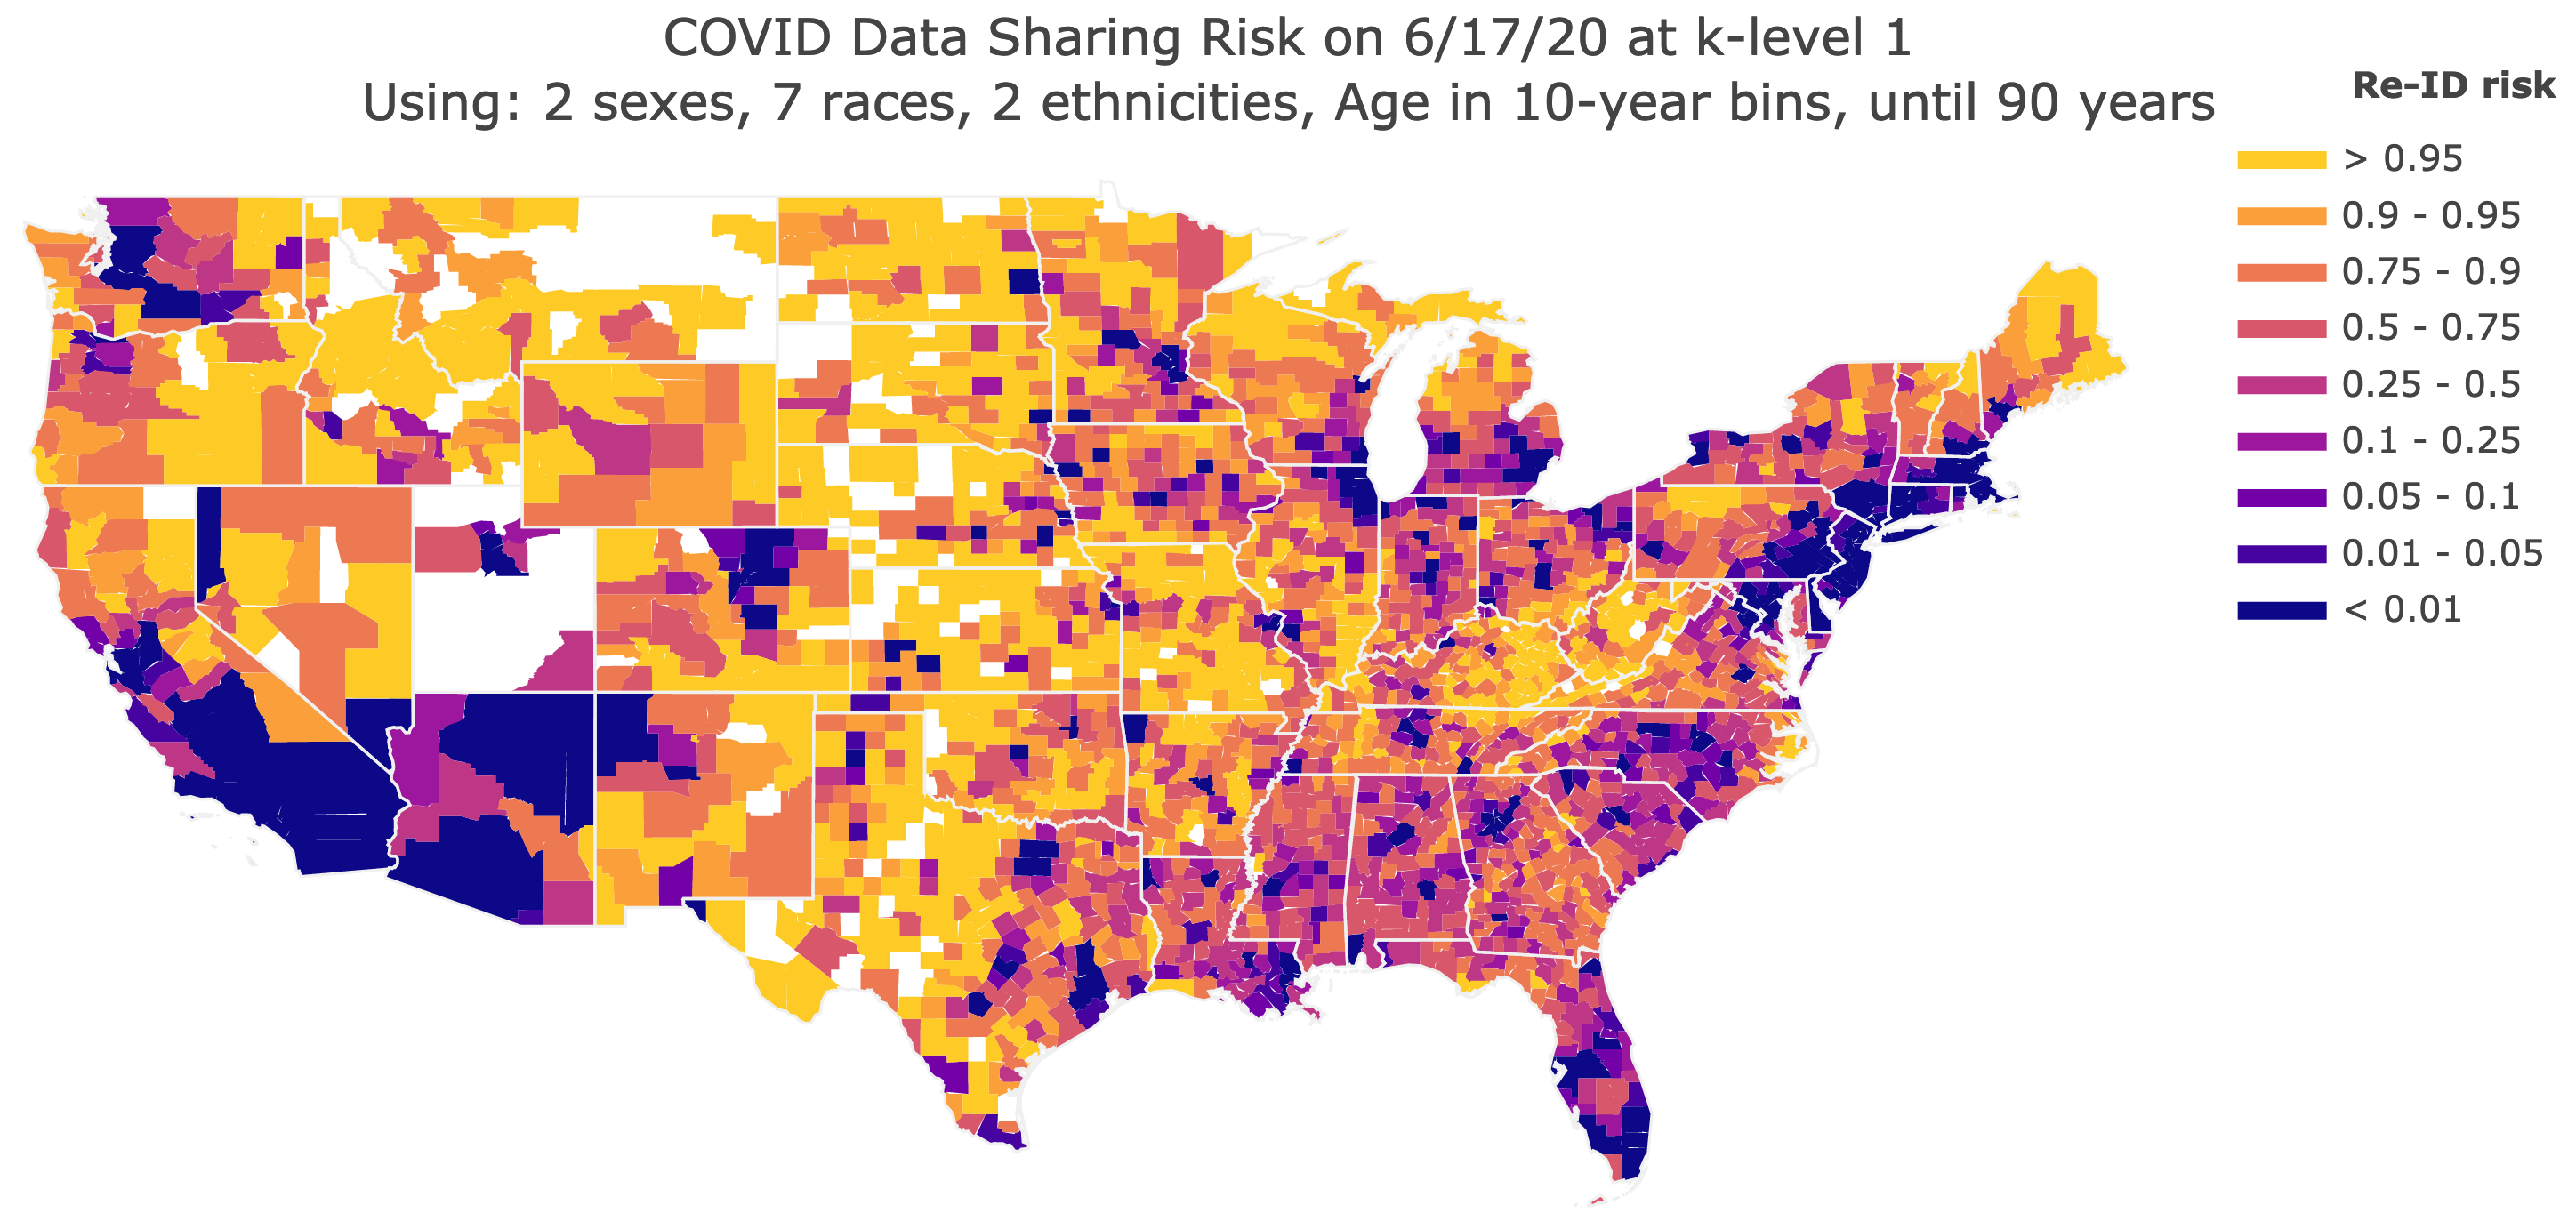 COVID Data Sharing Risk on 6/17/20 at k-level 1
Using: 2 sexes, 7 races, 2 ethnicities, Age in 10-year bins, until 90 years
Re-ID risk
> 0.95
0.9 - 0.95
0.75 - 0.9
0.5 - 0.75
0.25 - 0.5
0.1 - 0.25
0.05 - 0.1
0.01 - 0.05
< 0.01